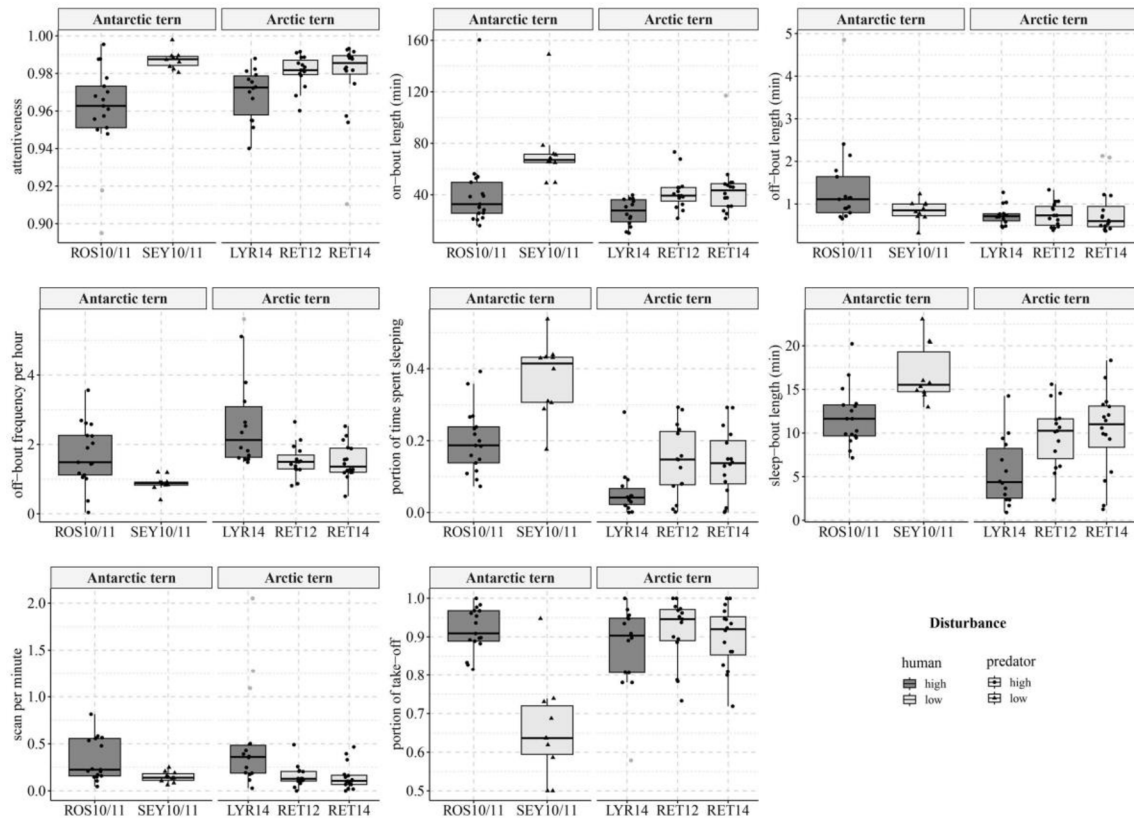 Antarctic tern Arctic tern
attentiveness
1.00
0.98
0.96
0.94
0.92
0.90
ROS10/11 SEY10/11 LYR14 RET12 RET14
Antarctic tern Arctic tern
on-bout length (min)
160
120
80
40
0
ROS10/11 SEY10/11 LYR14 RET12 RET14
Antarctic tern Arctic tern
off-bout length (min)
5
4
3
2
1
0
ROS10/11 SEY10/11 LYR14 RET12 RET14
Antarctic tern Arctic tern
off-bout frequency per hour
4
2
0
ROS10/11 SEY10/11 LYR14 RET12 RET14
Antarctic tern Arctic tern
portion of time spent sleeping
0.4
0.2
0.0
ROS10/11 SEY10/11 LYR14 RET12 RET14
Antarctic tern Arctic tern
sleep-bout length (min)
20
15
10
5
0
ROS10/11 SEY10/11 LYR14 RET12 RET14
Antarctic tern Arctic tern
scan per minute
2.0
1.5
1.0
0.5
0.0
ROS10/11 SEY10/11 LYR14 RET12 RET14
Antarctic tern Arctic tern
portion of take-off
1.0
0.9
0.8
0.7
0.6
0.5
ROS10/11 SEY10/11 LYR14 RET12 RET14
Disturbance
human predator
high high
low low